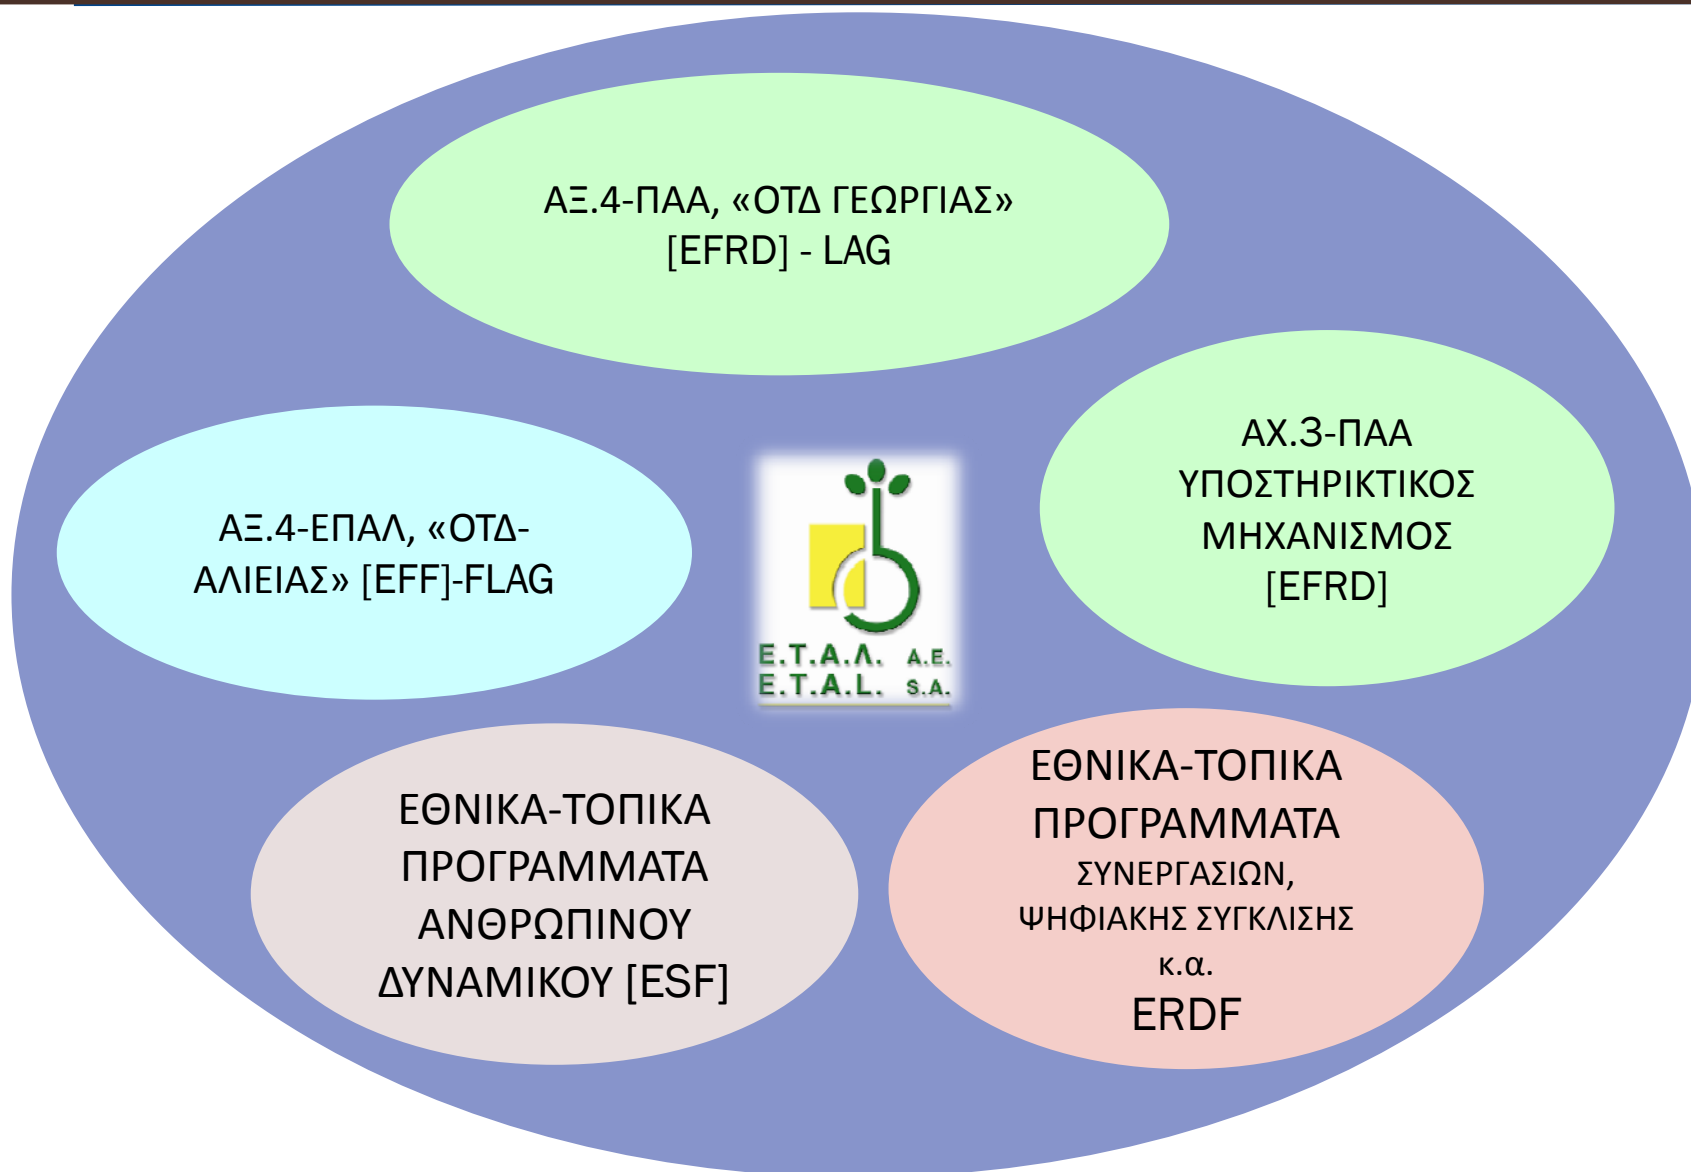 ΑΞ.4-ΠΑΑ, «ΟΤΔ ΓΕΩΡΓΙΑΣ»
[EFRD] - LAG
ΑΧ.3-ΠΑΑ
ΥΠΟΣΤΗΡΙΚΤΙΚΟΣ
ΜΗΧΑΝΙΣΜΟΣ
[EFRD]
ΑΞ.4-ΕΠΑΛ, «ΟΤΔ-
ΑΛΙΕΙΑΣ» [EFF]-FLAG
Ε.Τ.Α.Λ. Α.Ε.
E.T.A.L. S.A.
ΕΘΝΙΚΑ-ΤΟΠΙΚΑ
ΠΡΟΓΡΑΜΜΑΤΑ
ΑΝΘΡΩΠΙΝΟΥ
ΔΥΝΑΜΙΚΟΥ [ESF]
ΕΘΝΙΚΑ-ΤΟΠΙΚΑ
ΠΡΟΓΡΑΜΜΑΤΑ
ΣΥΝΕΡΓΑΣΙΩΝ,
ΨΗΦΙΑΚΗΣ ΣΥΓΚΛΙΣΗΣ
κ.α.
ERDF